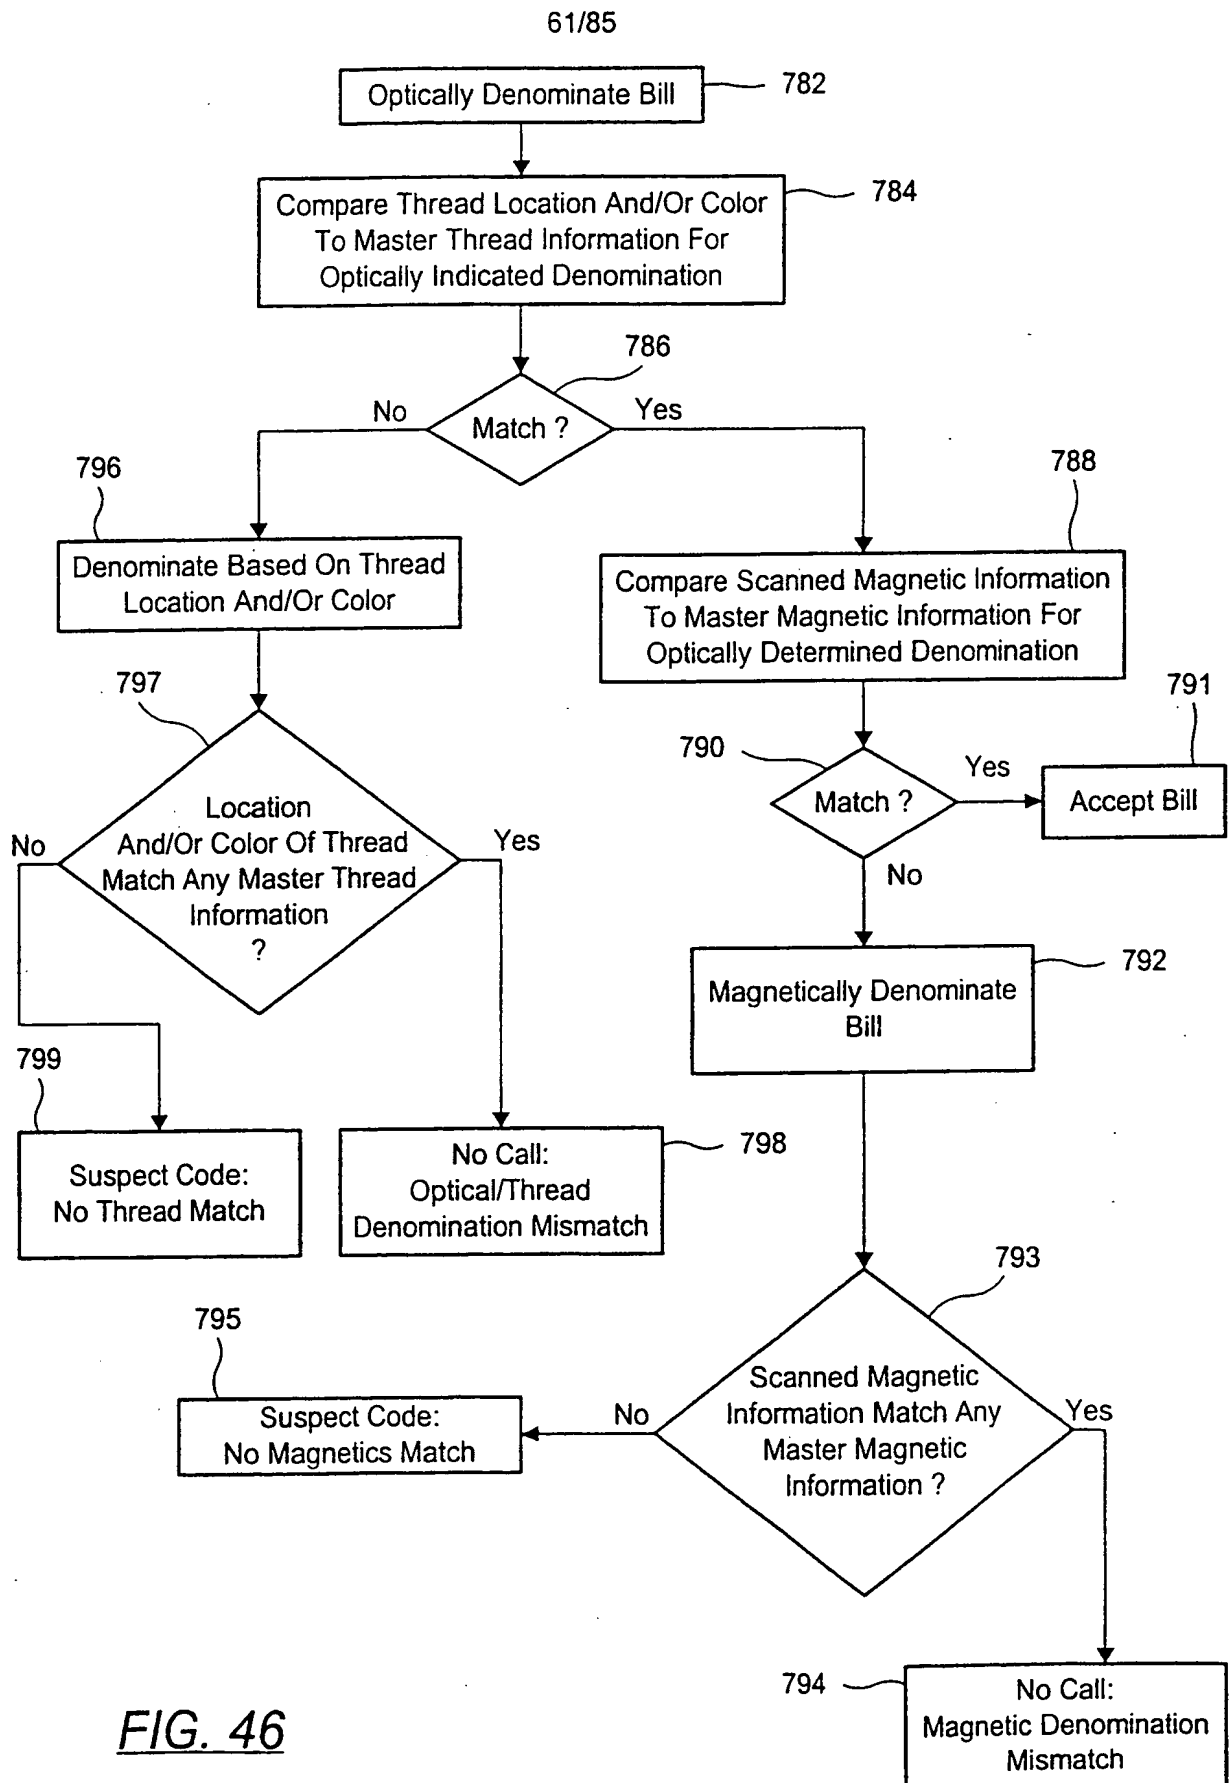 61/85
Optically Denominate Bill
782
Compare Thread Location And/Or Color
To Master Thread Information For
Optically Indicated Denomination
784
786
Match ?
No
Yes
796
Denominate Based On Thread
Location And/Or Color
788
Compare Scanned Magnetic Information
To Master Magnetic Information For
Optically Determined Denomination
797
Location
And/Or Color Of Thread
Match Any Master Thread
Information
?
No
Yes
790
Match ?
Yes
No
791
Accept Bill
792
Magnetically Denominate
Bill
799
Suspect Code:
No Thread Match
798
No Call:
Optical/Thread
Denomination Mismatch
793
Scanned Magnetic
Information Match Any
Master Magnetic
Information ?
No
Yes
795
Suspect Code:
No Magnetics Match
794
No Call:
Magnetic Denomination
Mismatch
FIG. 46